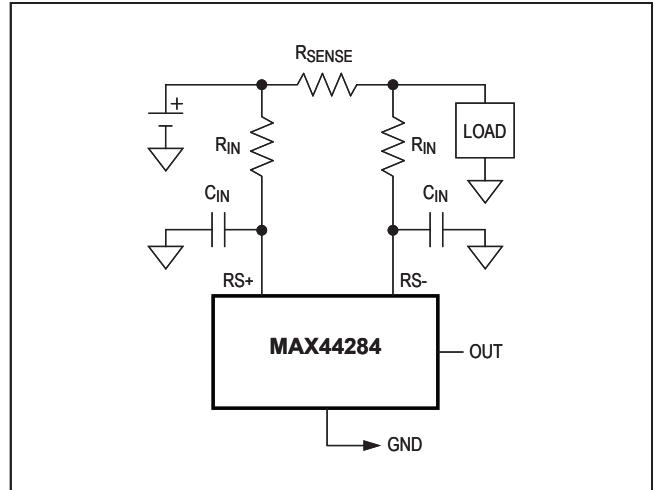 RSENSE
+
RIN
RIN
LOAD
CIN
CIN
RS+
RS-
MAX44284
OUT
GND